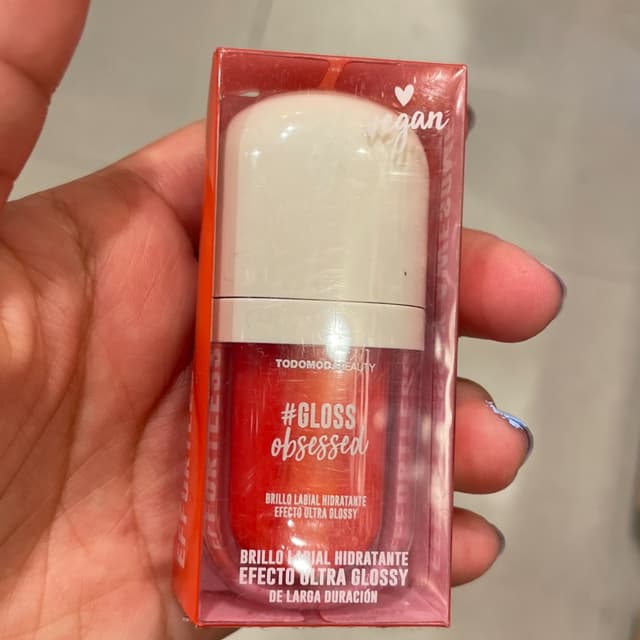 vegan
TODOMODA BEAUTY
#GLOSS
obsessed
BRILLO LABIAL HIDRATANTE
EFECTO ULTRA GLOSSY
BRILLO LABIAL HIDRATANTE
EFECTO ULTRA GLOSSY
DE LARGA DURACIÓN